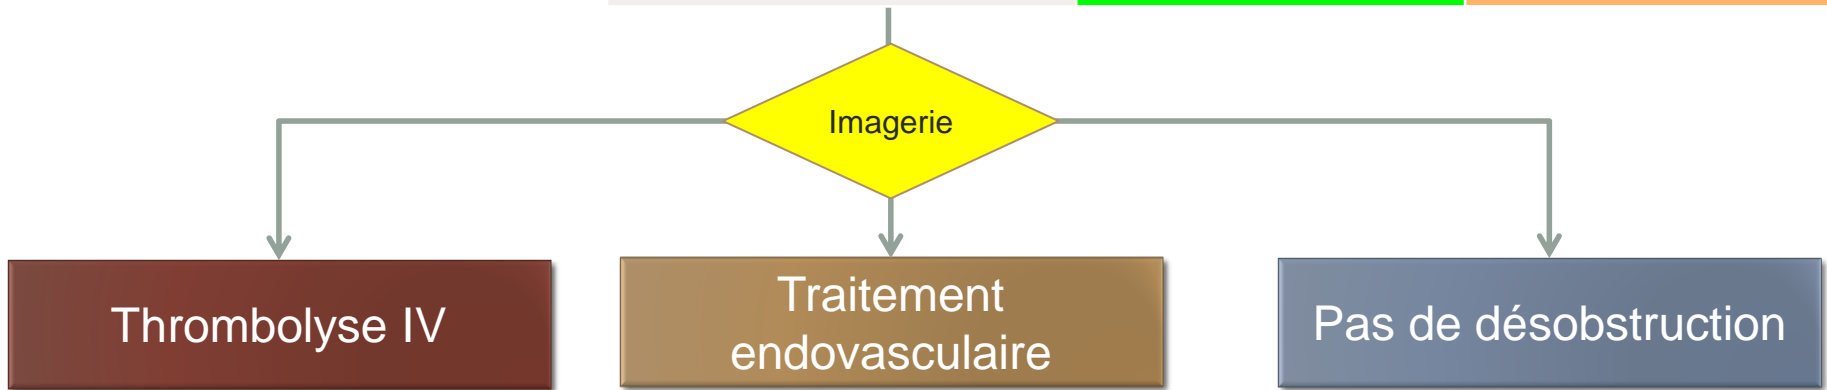 Imagerie
Thrombolyse IV
Traitement
endovasculaire
Pas de désobstruction